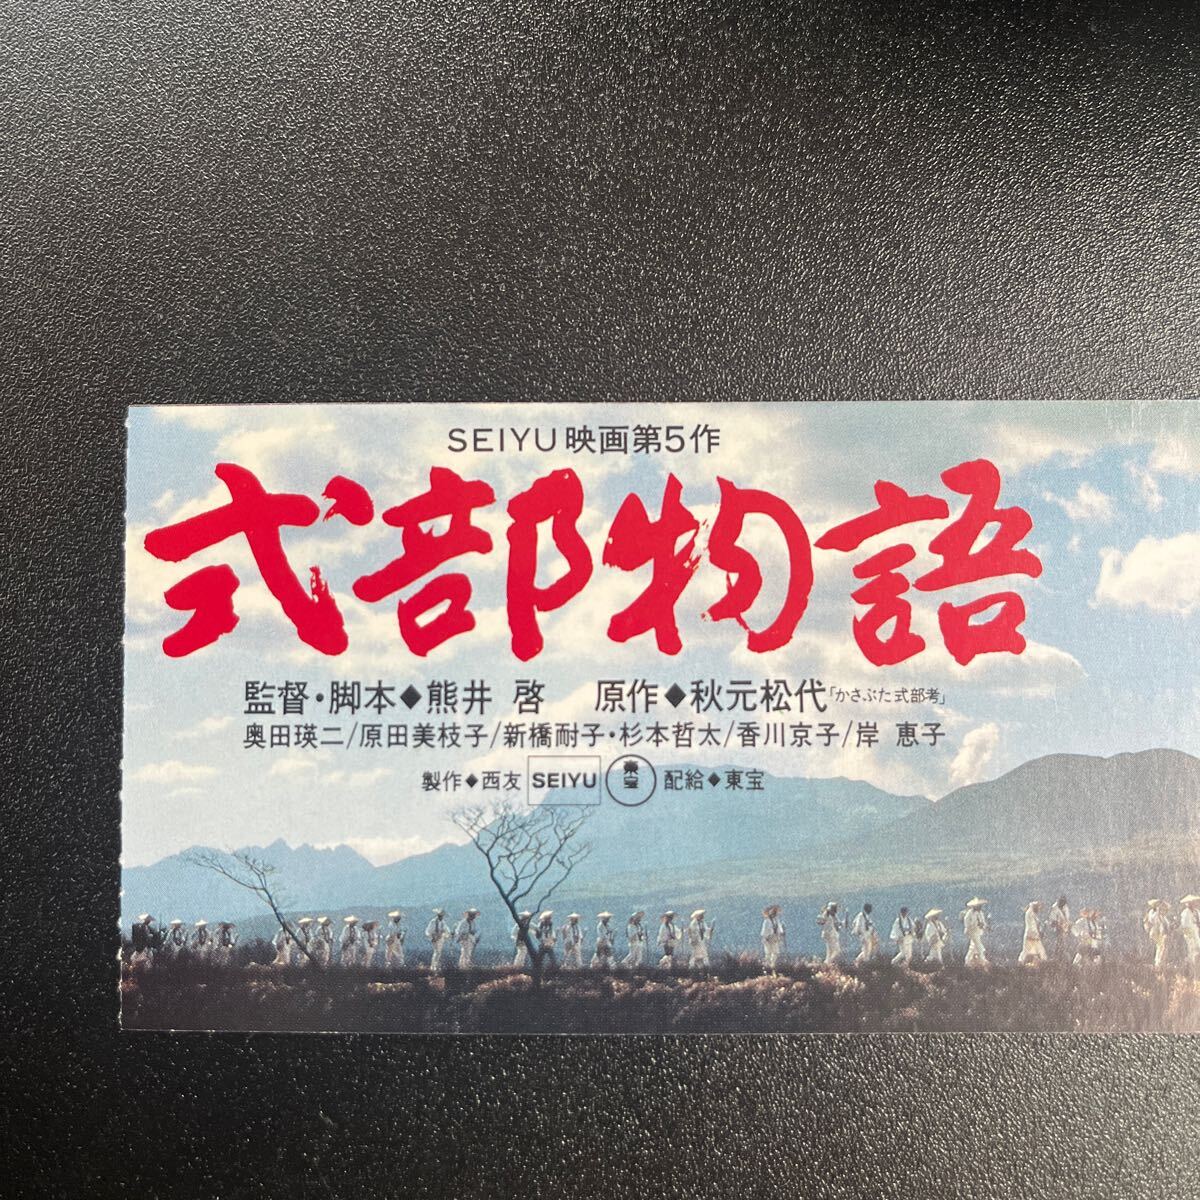 SEIYU映画第5作
式部物語
監督・脚本◆熊井 啓 原作◆秋元松代「かさぶた式部考」
奥田瑛二/原田美枝子/新橋耐子・杉本哲太/香川京子/岸 恵子
製作◆西友 SEIYU 東宝 配給◆東宝